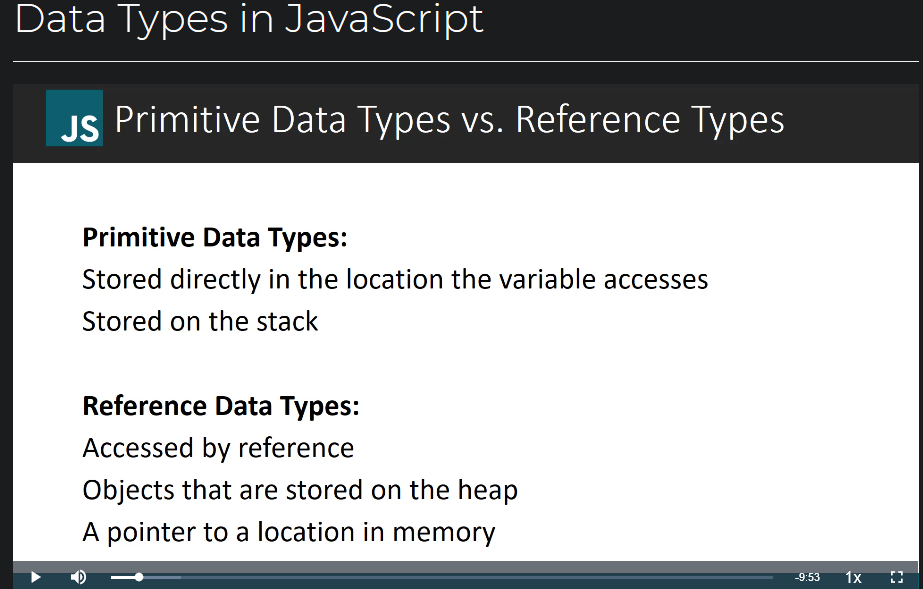 Data Types in JavaScript
JS Primitive Data Types vs. Reference Types
Primitive Data Types:
Stored directly in the location the variable accesses
Stored on the stack
Reference Data Types:
Accessed by reference
Objects that are stored on the heap
A pointer to a location in memory
-9:53 1x